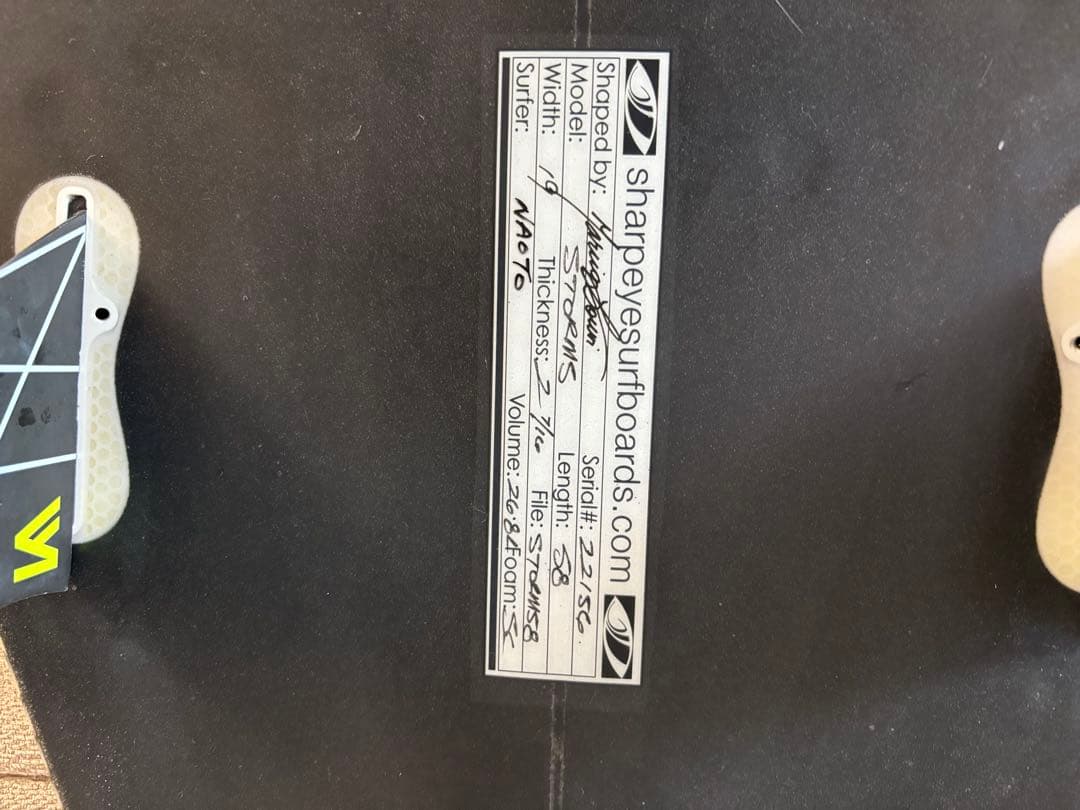 sharpeyesurfboards.com
Shaped by: Serial#: 22156
Model: STORMS Length: 58
Width: 19 Thickness: 2 7/16 File: STORMS58
Surfer: NAOTO Volume: 26.8 Foam: